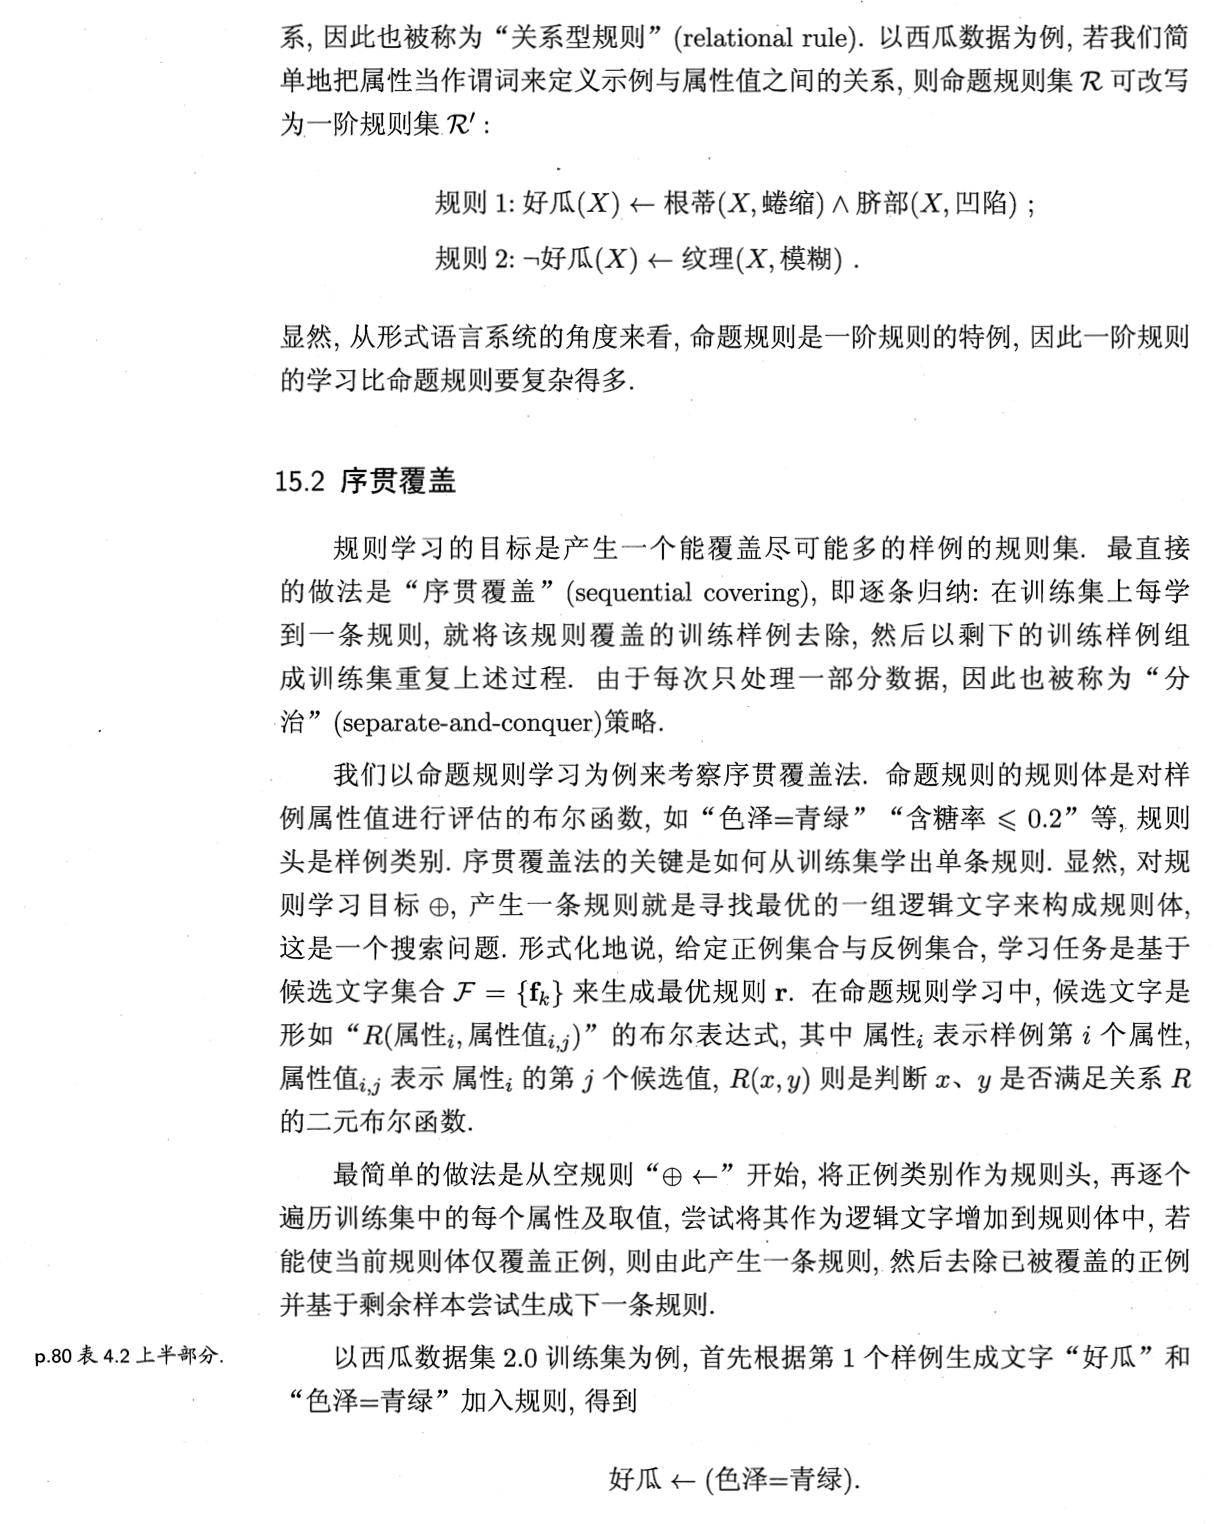 系, 因此也被称为“关系型规则”(relational rule). 以西瓜数据为例, 若我们简
单地把属性当作谓词来定义示例与属性值之间的关系, 则命题规则集 R 可改写
为一阶规则集 R′ :
规则 1: 好瓜(X) ← 根蒂(X, 蜷缩) ∧ 脐部(X, 凹陷) ;
规则 2: ¬好瓜(X) ← 纹理(X, 模糊) .
显然, 从形式语言系统的角度来看, 命题规则是一阶规则的特例, 因此一阶规则
的学习比命题规则要复杂得多.
15.2 序贯覆盖
规则学习的目标是产生一个能覆盖尽可能多的样例的规则集. 最直接
的做法是“序贯覆盖”(sequential covering), 即逐条归纳: 在训练集上每学
到一条规则, 就将该规则覆盖的训练样例去除, 然后以剩下的训练样例组
成训练集重复上述过程. 由于每次只处理一部分数据, 因此也被称为“分
治”(separate-and-conquer)策略.
我们以命题规则学习为例来考察序贯覆盖法. 命题规则的规则体是对样
例属性值进行评估的布尔函数, 如“色泽=青绿”“含糖率 ⩽ 0.2”等, 规则
头是样例类别. 序贯覆盖法的关键是如何从训练集学出单条规则. 显然, 对规
则学习目标 ⊕, 产生一条规则就是寻找最优的一组逻辑文字来构成规则体,
这是一个搜索问题. 形式化地说, 给定正例集合与反例集合, 学习任务是基于
候选文字集合 F = {f_k} 来生成最优规则 r. 在命题规则学习中, 候选文字是
形如“R(属性_i, 属性值_{i,j})”的布尔表达式, 其中 属性_i 表示样例第 i 个属性,
属性值_{i,j} 表示 属性_i 的第 j 个候选值, R(x, y) 则是判断 x、y 是否满足关系 R
的二元布尔函数.
最简单的做法是从空规则“⊕ ←”开始, 将正例类别作为规则头, 再逐个
遍历训练集中的每个属性及取值, 尝试将其作为逻辑文字增加到规则体中, 若
能使当前规则体仅覆盖正例, 则由此产生一条规则, 然后去除已被覆盖的正例
并基于剩余样本尝试生成下一条规则.
p.80 表 4.2 上半部分.
以西瓜数据集 2.0 训练集为例, 首先根据第 1 个样例生成文字“好瓜”和
“色泽=青绿”加入规则, 得到
好瓜 ← (色泽=青绿).